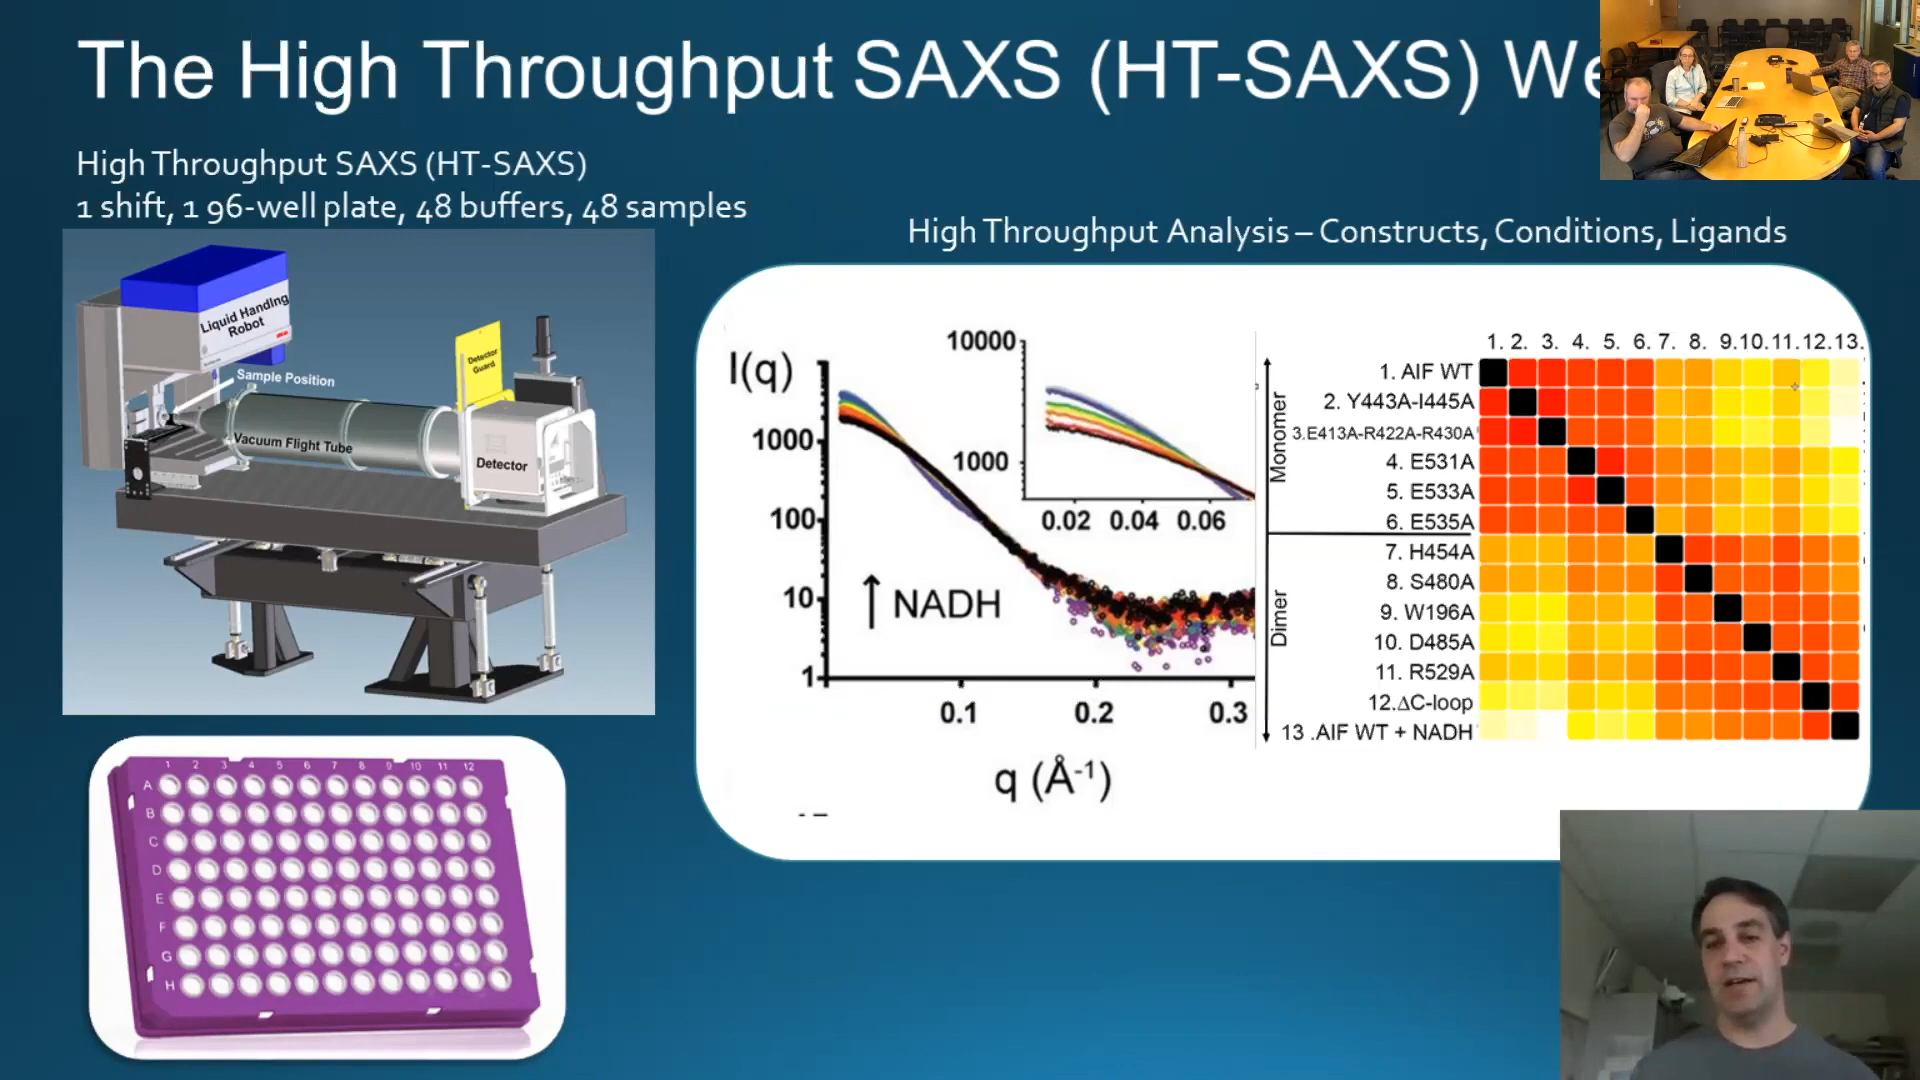 The High Throughput SAXS (HT-SAXS) We
High Throughput SAXS (HT-SAXS)
1 shift, 1 96-well plate, 48 buffers, 48 samples
Liquid Handlng
Robot
Sample Position
Vacuum Flight Tube
Detector
Guard
Detector
1 2 3 4 5 6 7 8 9 10 11 12
A
B
C
D
E
F
G
H
High Throughput Analysis – Constructs, Conditions, Ligands
I(q)
1000
100
10
1
0.1 0.2 0.3
q (Å-1)
↑ NADH
10000
1000
0.02 0.04 0.06
1. 2. 3. 4. 5. 6. 7. 8. 9. 10. 11. 12. 13.
Monomer
Dimer
1. AIF WT
2. Y443A-I445A
3.E413A-R422A-R430A
4. E531A
5. E533A
6. E535A
7. H454A
8. S480A
9. W196A
10. D485A
11. R529A
12.ΔC-loop
13 .AIF WT + NADH